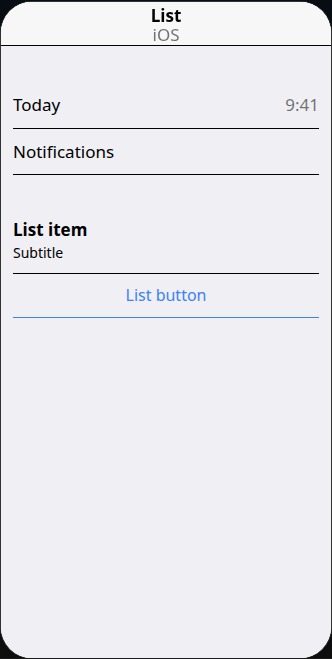 List
iOS
Today 9:41
Notifications
List item
Subtitle
List button